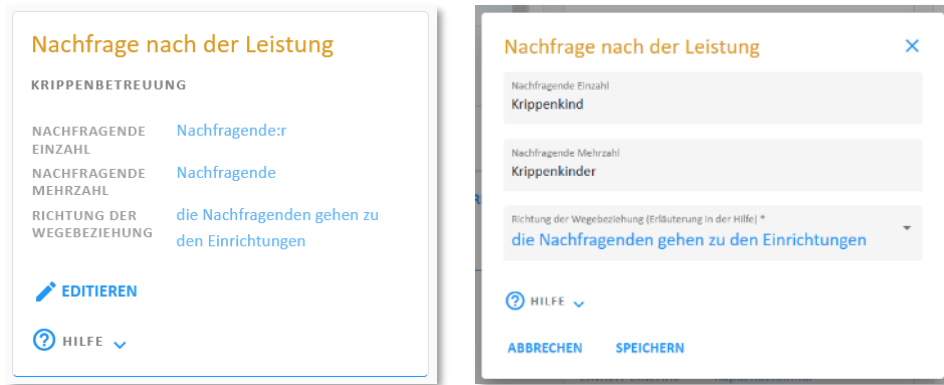 Nachfrage nach der Leistung
KRIPPENBETREUUNG
NACHFRAGENDE EINZAHL
Nachfragende:r
NACHFRAGENDE MEHRZAHL
Nachfragende
RICHTUNG DER WEGEBEZIEHUNG
die Nachfragenden gehen zu
den Einrichtungen
EDITIEREN
HILFE
Nachfrage nach der Leistung
Nachfragende Einzahl
Krippenkind
Nachfragende Mehrzahl
Krippenkinder
Richtung der Wegebeziehung (Erläuterung in der Hilfe) *
die Nachfragenden gehen zu den Einrichtungen
HILFE
ABBRECHEN
SPEICHERN